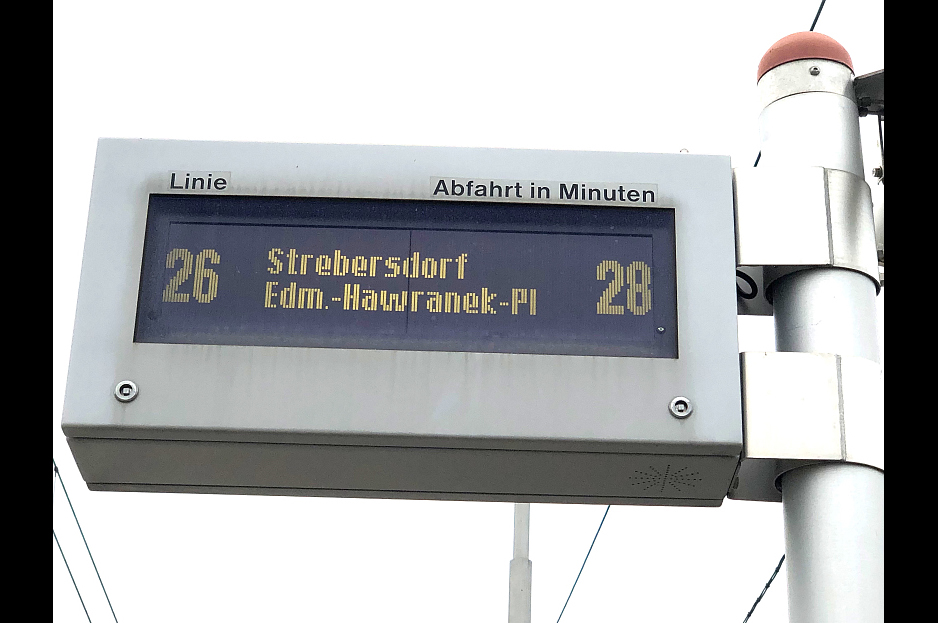 Linie Abfahrt in Minuten
26 Strebersdorf 28
Edm.-Hawranek-Pl